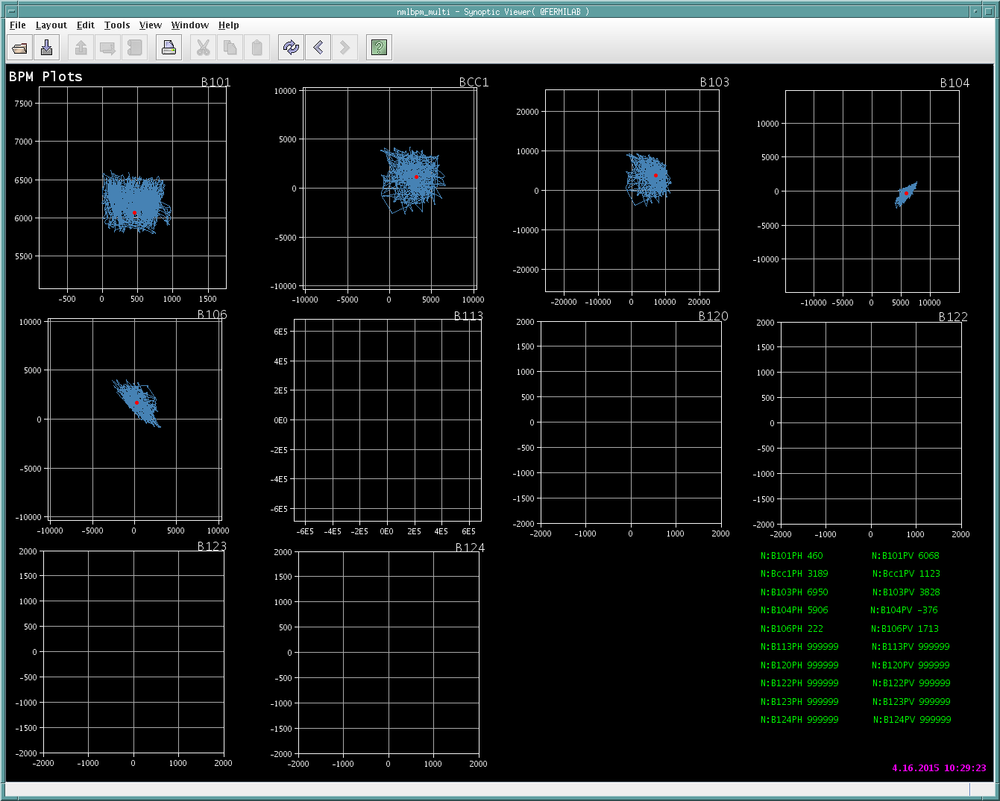 nmlbpm_multi - Synoptic Viewer( @FERMILAB )
File Layout Edit Tools View Window Help
BPM Plots
B101
7500
7000
6500
6000
5500
-500 0 500 1000 1500
BCC1
10000
5000
0
-5000
-10000
-10000 -5000 0 5000 10000
B103
20000
10000
0
-10000
-20000
-20000 -10000 0 10000 20000
B104
10000
5000
0
-5000
-10000
-10000 -5000 0 5000 10000
B106
10000
5000
0
-5000
-10000
-10000 -5000 0 5000 10000
B113
6E5
4E5
2E5
0E0
-2E5
-4E5
-6E5
-6E5 -4E5 -2E5 0E0 2E5 4E5 6E5
B120
2000
1500
1000
500
0
-500
-1000
-1500
-2000
-2000 -1000 0 1000 2000
B122
2000
1500
1000
500
0
-500
-1000
-1500
-2000
-2000 -1000 0 1000 2000
B123
2000
1500
1000
500
0
-500
-1000
-1500
-2000
-2000 -1000 0 1000 2000
B124
2000
1500
1000
500
0
-500
-1000
-1500
-2000
-2000 -1000 0 1000 2000
N:B101PH 460 N:B101PV 6068
N:Bcc1PH 3189 N:Bcc1PV 1123
N:B103PH 6950 N:B103PV 3828
N:B104PH 5906 N:B104PV -376
N:B106PH 222 N:B106PV 1713
N:B113PH 999999 N:B113PV 999999
N:B120PH 999999 N:B120PV 999999
N:B122PH 999999 N:B122PV 999999
N:B123PH 999999 N:B123PV 999999
N:B124PH 999999 N:B124PV 999999
4.16.2015 10:29:23